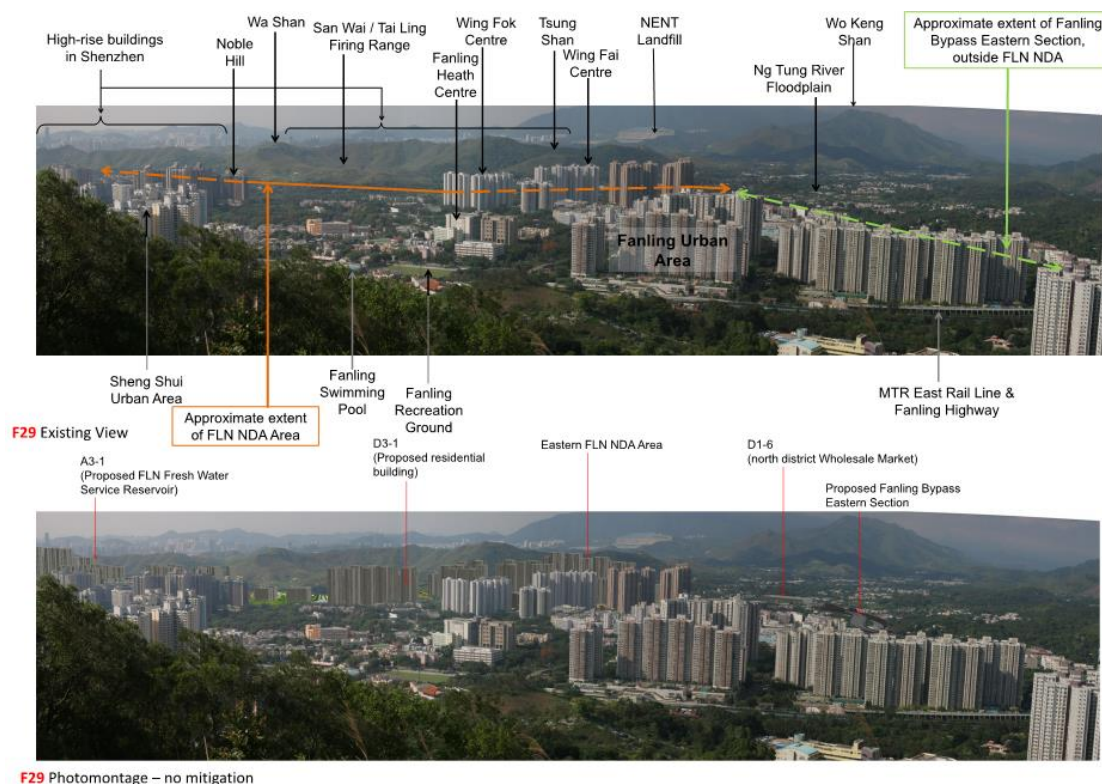 High-rise buildings
in Shenzhen
Noble
Hill
Wa Shan
San Wai / Tai Ling
Firing Range
Fanling
Heath
Centre
Wing Fok
Centre
Tsung
Shan
Wing Fai
Centre
NENT
Landfill
Ng Tung River
Floodplain
Wo Keng
Shan
Approximate extent of Fanling
Bypass Eastern Section,
outside FLN NDA
Fanling Urban
Area
Sheng Shui
Urban Area
Approximate extent
of FLN NDA Area
Fanling
Swimming
Pool
Fanling
Recreation
Ground
MTR East Rail Line &
Fanling Highway
F29 Existing View
A3-1
(Proposed FLN Fresh Water
Service Reservoir)
D3-1
(Proposed residential
building)
Eastern FLN NDA Area
D1-6
(north district Wholesale Market)
Proposed Fanling Bypass
Eastern Section
F29 Photomontage – no mitigation